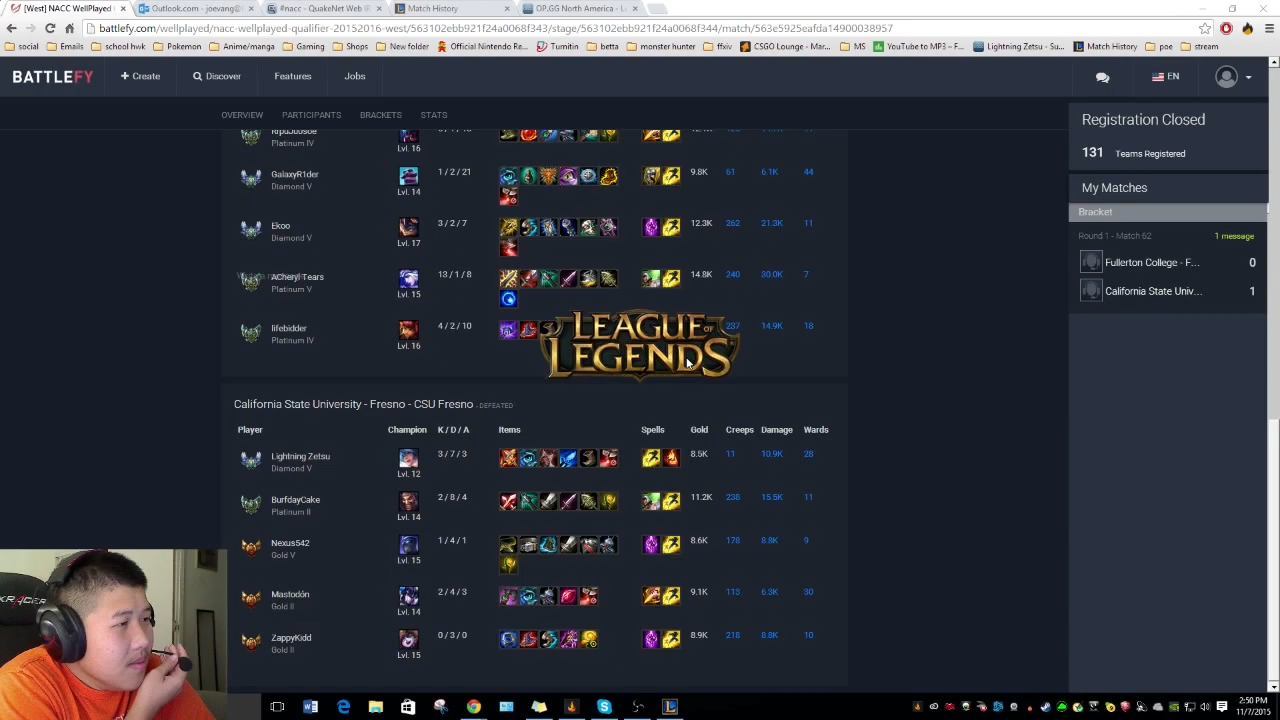 [West] NACC WellPlayed
Outlook.com - joevang@
#nacc - QuakeNet Web IR
Match History
OP.GG North America - L
battlefy.com/wellplayed/nacc-wellplayed-qualifier-20152016-west/563102ebb921f24f0343f343/stage/563102ebb921f24f0368f344/match/563e5925eafda14900038957
social
Emails
school hwk
Pokemon
Anime/manga
Gaming
Shops
New folder
Official Nintendo Re...
Turnitin
betta
monster hunter
ffxiv
CSGO Lounge - Mar...
MS
YouTube to MP3 – F...
Lightning Zetsu - Su...
Match History
poe
stream
BATTLEFY
+ Create
Discover
Features
Jobs
EN
OVERVIEW PARTICIPANTS BRACKETS STATS
Platinum IV
Lvl. 16
GalaxyR1der
Diamond V
Lvl. 14
1 / 2 / 21
9.8K 61 6.1K 44
Ekoo
Diamond V
Lvl. 17
3 / 2 / 7
12.3K 262 21.3K 11
ACheryl Tears
Platinum V
Lvl. 15
13 / 1 / 8
14.8K 240 30.0K 7
lifebidder
Platinum IV
Lvl. 16
4 / 2 / 10
237 14.9K 18
LEAGUE OF
LEGENDS
California State University - Fresno - CSU Fresno - DEFEATED
Player Champion K / D / A Items Spells Gold Creeps Damage Wards
Lightning Zetsu
Diamond V
Lvl. 12
3 / 7 / 3
8.5K 11 10.9K 28
BurfdayCake
Platinum II
Lvl. 14
2 / 8 / 4
11.2K 238 15.5K 11
Nexus542
Gold V
Lvl. 15
1 / 4 / 1
8.6K 178 8.8K 9
Mastodón
Gold II
Lvl. 14
2 / 4 / 3
9.1K 113 6.3K 30
ZappyKidd
Gold II
Lvl. 15
0 / 3 / 0
8.9K 218 8.8K 10
Registration Closed
131 Teams Registered
My Matches
Bracket
Round 1 - Match 62 1 message
Fullerton College - F... 0
California State Univ... 1
2:50 PM
11/7/2015